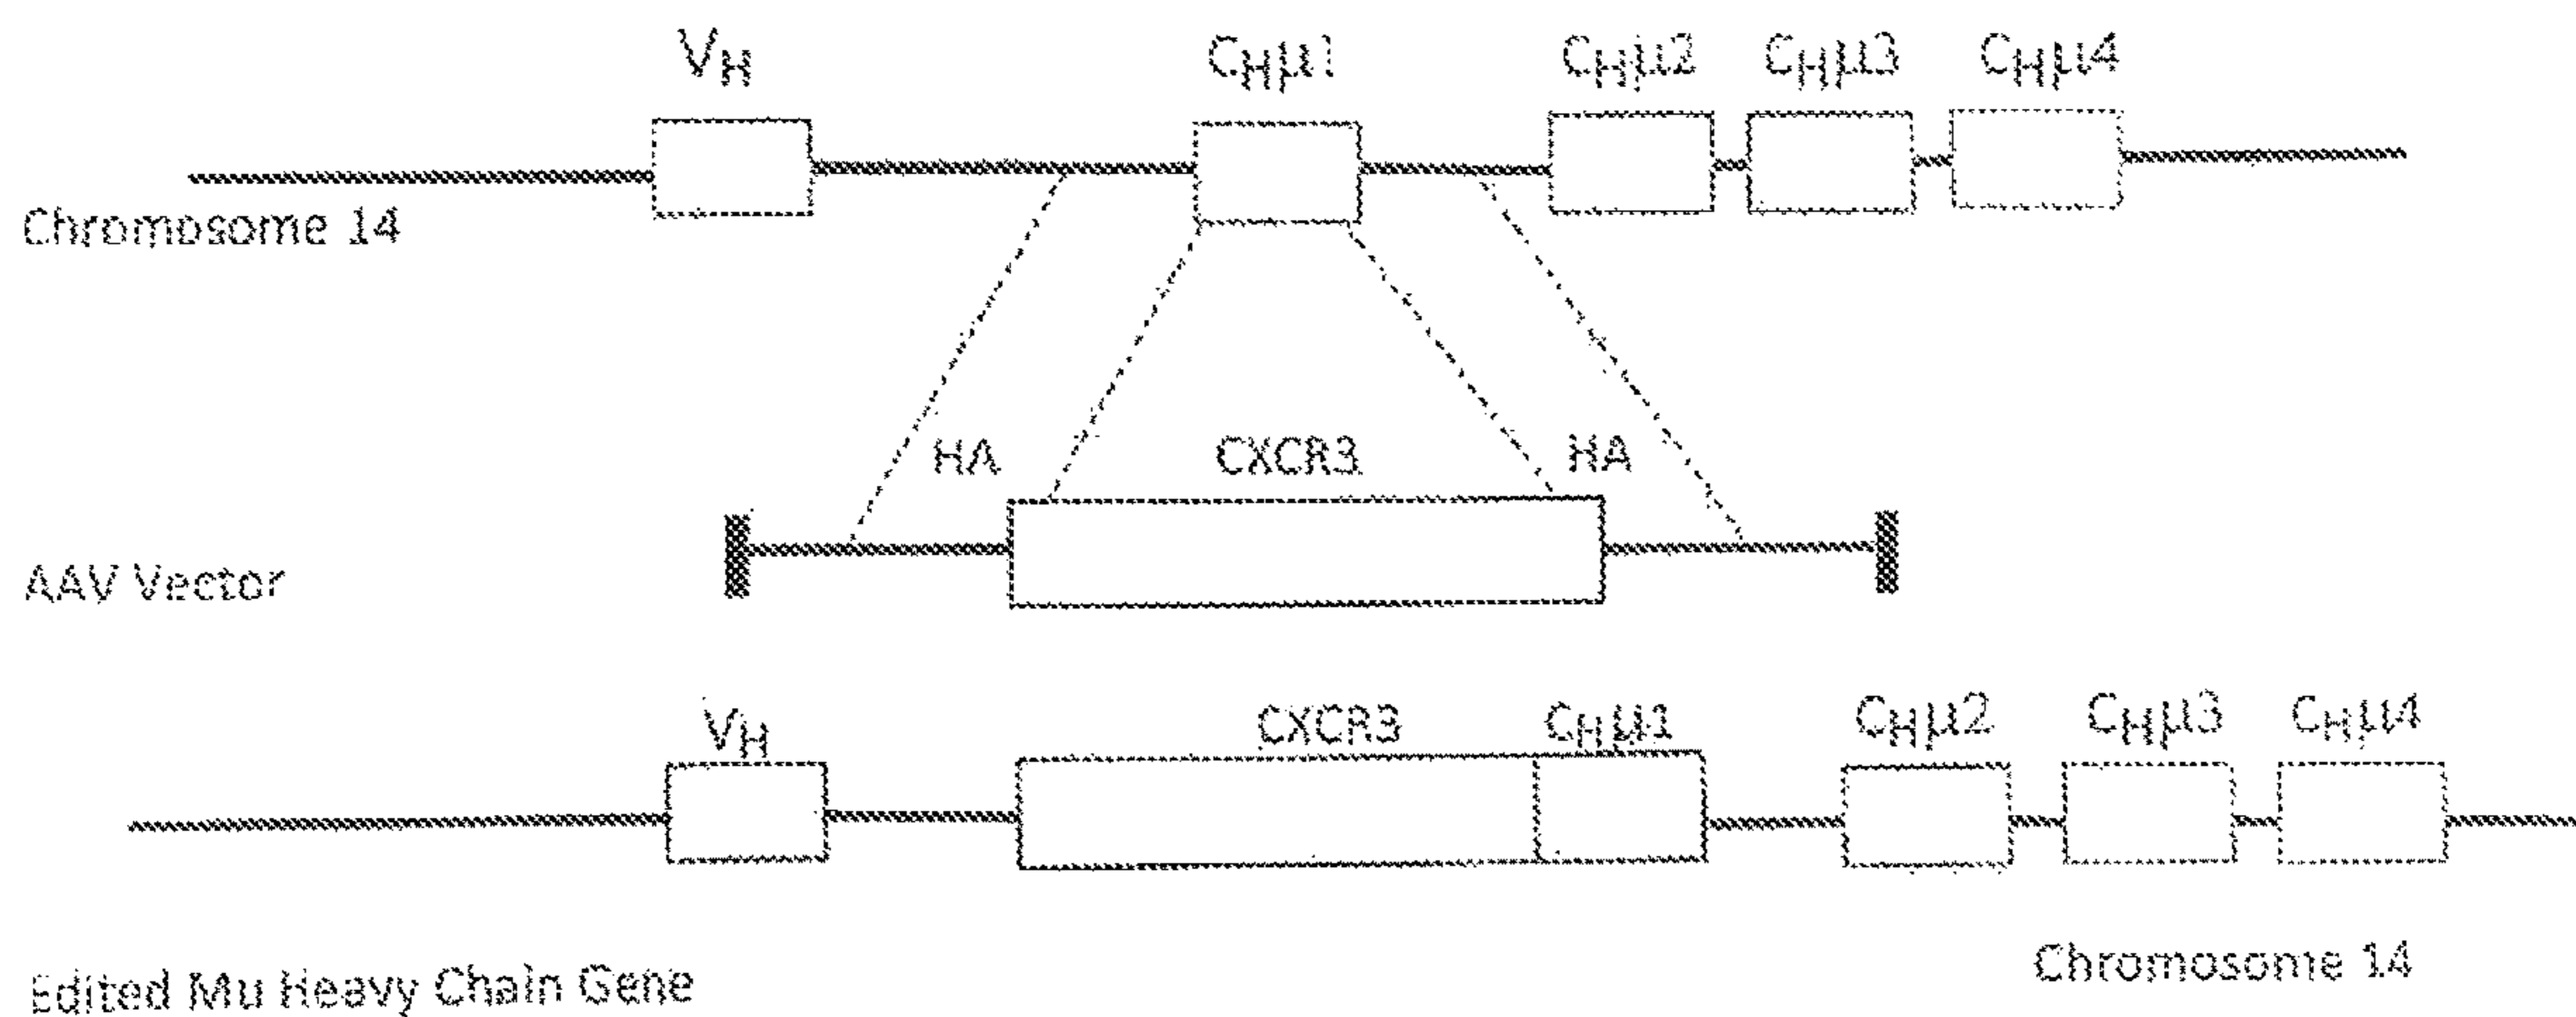 VH CHμ1 CHμ2 CHμ3 CHμ4
Chromosome 14
HA CXCR3 HA
AAV Vector
VH CXCR3 CHμ1 CHμ2 CHμ3 CHμ4
Chromosome 14
Edited Mu Heavy Chain Gene